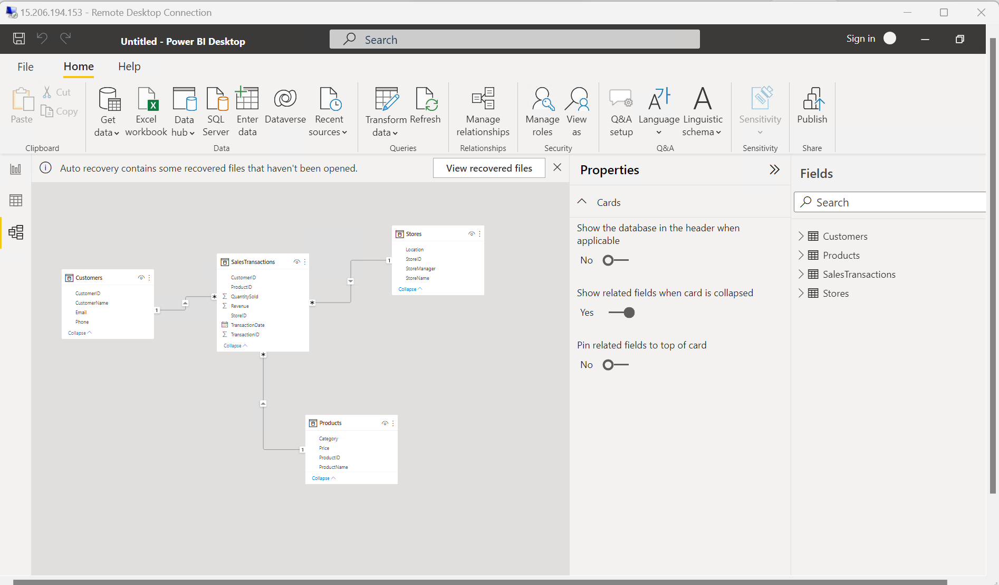 15.206.194.153 - Remote Desktop Connection
Untitled - Power BI Desktop
Search
Sign in
File
Home
Help
Paste
Cut
Copy
Clipboard
Get data
Excel workbook
Data hub
SQL Server
Enter data
Dataverse
Recent sources
Data
Transform data
Refresh
Queries
Manage relationships
Relationships
Manage roles
View as
Security
Q&A setup
Language
Linguistic schema
Q&A
Sensitivity
Sensitivity
Publish
Share
Auto recovery contains some recovered files that haven't been opened.
View recovered files
Customers
CustomerID
CustomerName
Email
Phone
Collapse
1
*
SalesTransactions
CustomerID
ProductID
QuantitySold
Revenue
StoreID
TransactionDate
TransactionID
Collapse
*
*
1
Stores
Location
StoreID
StoreManager
StoreName
Collapse
1
Products
Category
Price
ProductID
ProductName
Collapse
Properties
Cards
Show the database in the header when
applicable
No
Show related fields when card is collapsed
Yes
Pin related fields to top of card
No
Fields
Search
Customers
Products
SalesTransactions
Stores